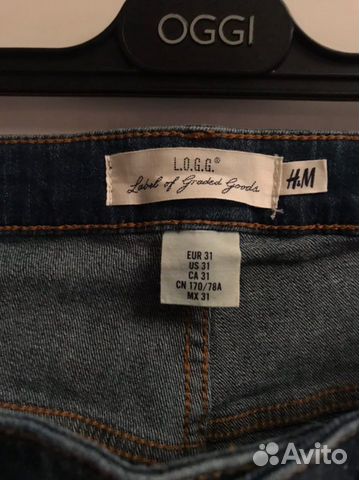 OGGI
L.O.G.G.®
Label of Graded Goods
H&M
EUR 31
US 31
CA 31
CN 170/78A
MX 31
Avito